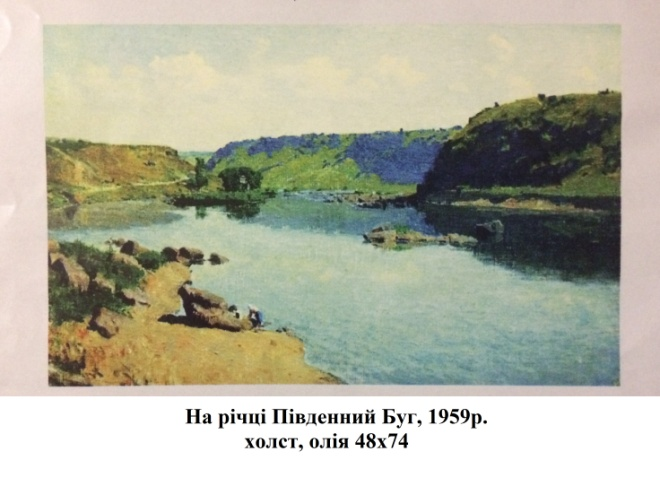 На річці Південний Буг, 1959р.
холст, олія 48х74